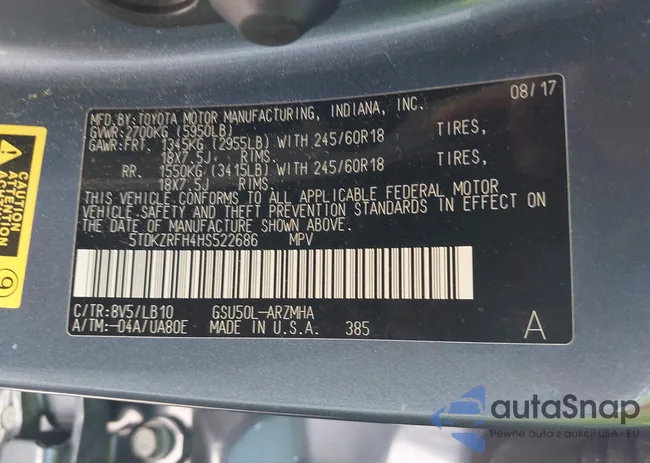 08/17
MFD.BY:TOYOTA MOTOR MANUFACTURING, INDIANA, INC.
GVWR:2700KG (5950LB)
GAWR:FRT. 1345KG (2955LB) WITH 245/60R18 TIRES,
18X7.5J RIMS.
RR. 1550KG (3415LB) WITH 245/60R18 TIRES,
18X7.5J RIMS.
THIS VEHICLE CONFORMS TO ALL APPLICABLE FEDERAL MOTOR
VEHICLE SAFETY AND THEFT PREVENTION STANDARDS IN EFFECT ON
THE DATE OF MANUFACTURE SHOWN ABOVE.
5TDKZRFH4HS522686 MPV
C/TR:8V5/LB10 GSU50L-ARZMHA
A/TM:-04A/UA80E MADE IN U.S.A. 385
A
CAUTION
ATTENTION
9
autaSnap
Pewne auta z aukcji USA - EU